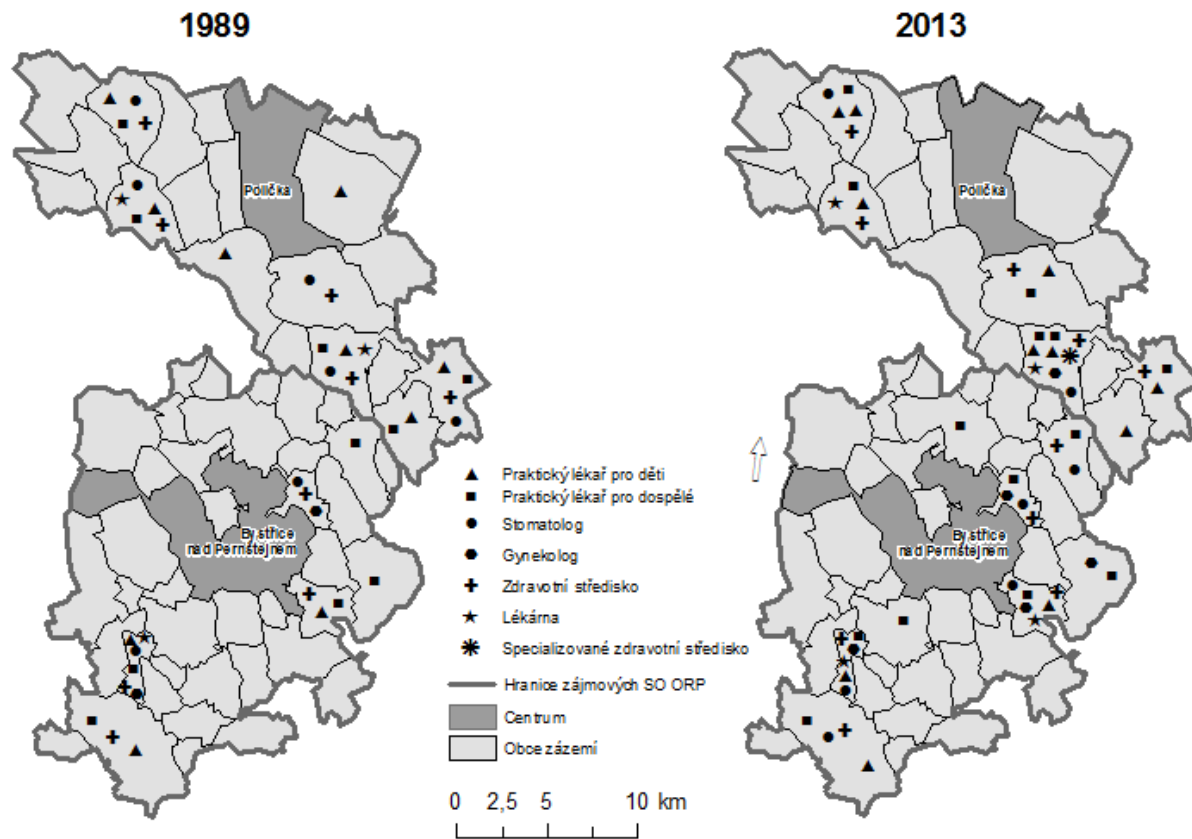 1989
2013
Polička
Polička
Bystřice
nad Pernštejnem
Bystřice
nad Pernštejnem
Praktický lékař pro děti
Praktický lékař pro dospělé
Stomatolog
Gynekolog
Zdravotní středisko
Lékárna
Specializované zdravotní středisko
Hranice zájmových SO ORP
Centrum
Obce zázemí
0 2,5 5 10 km